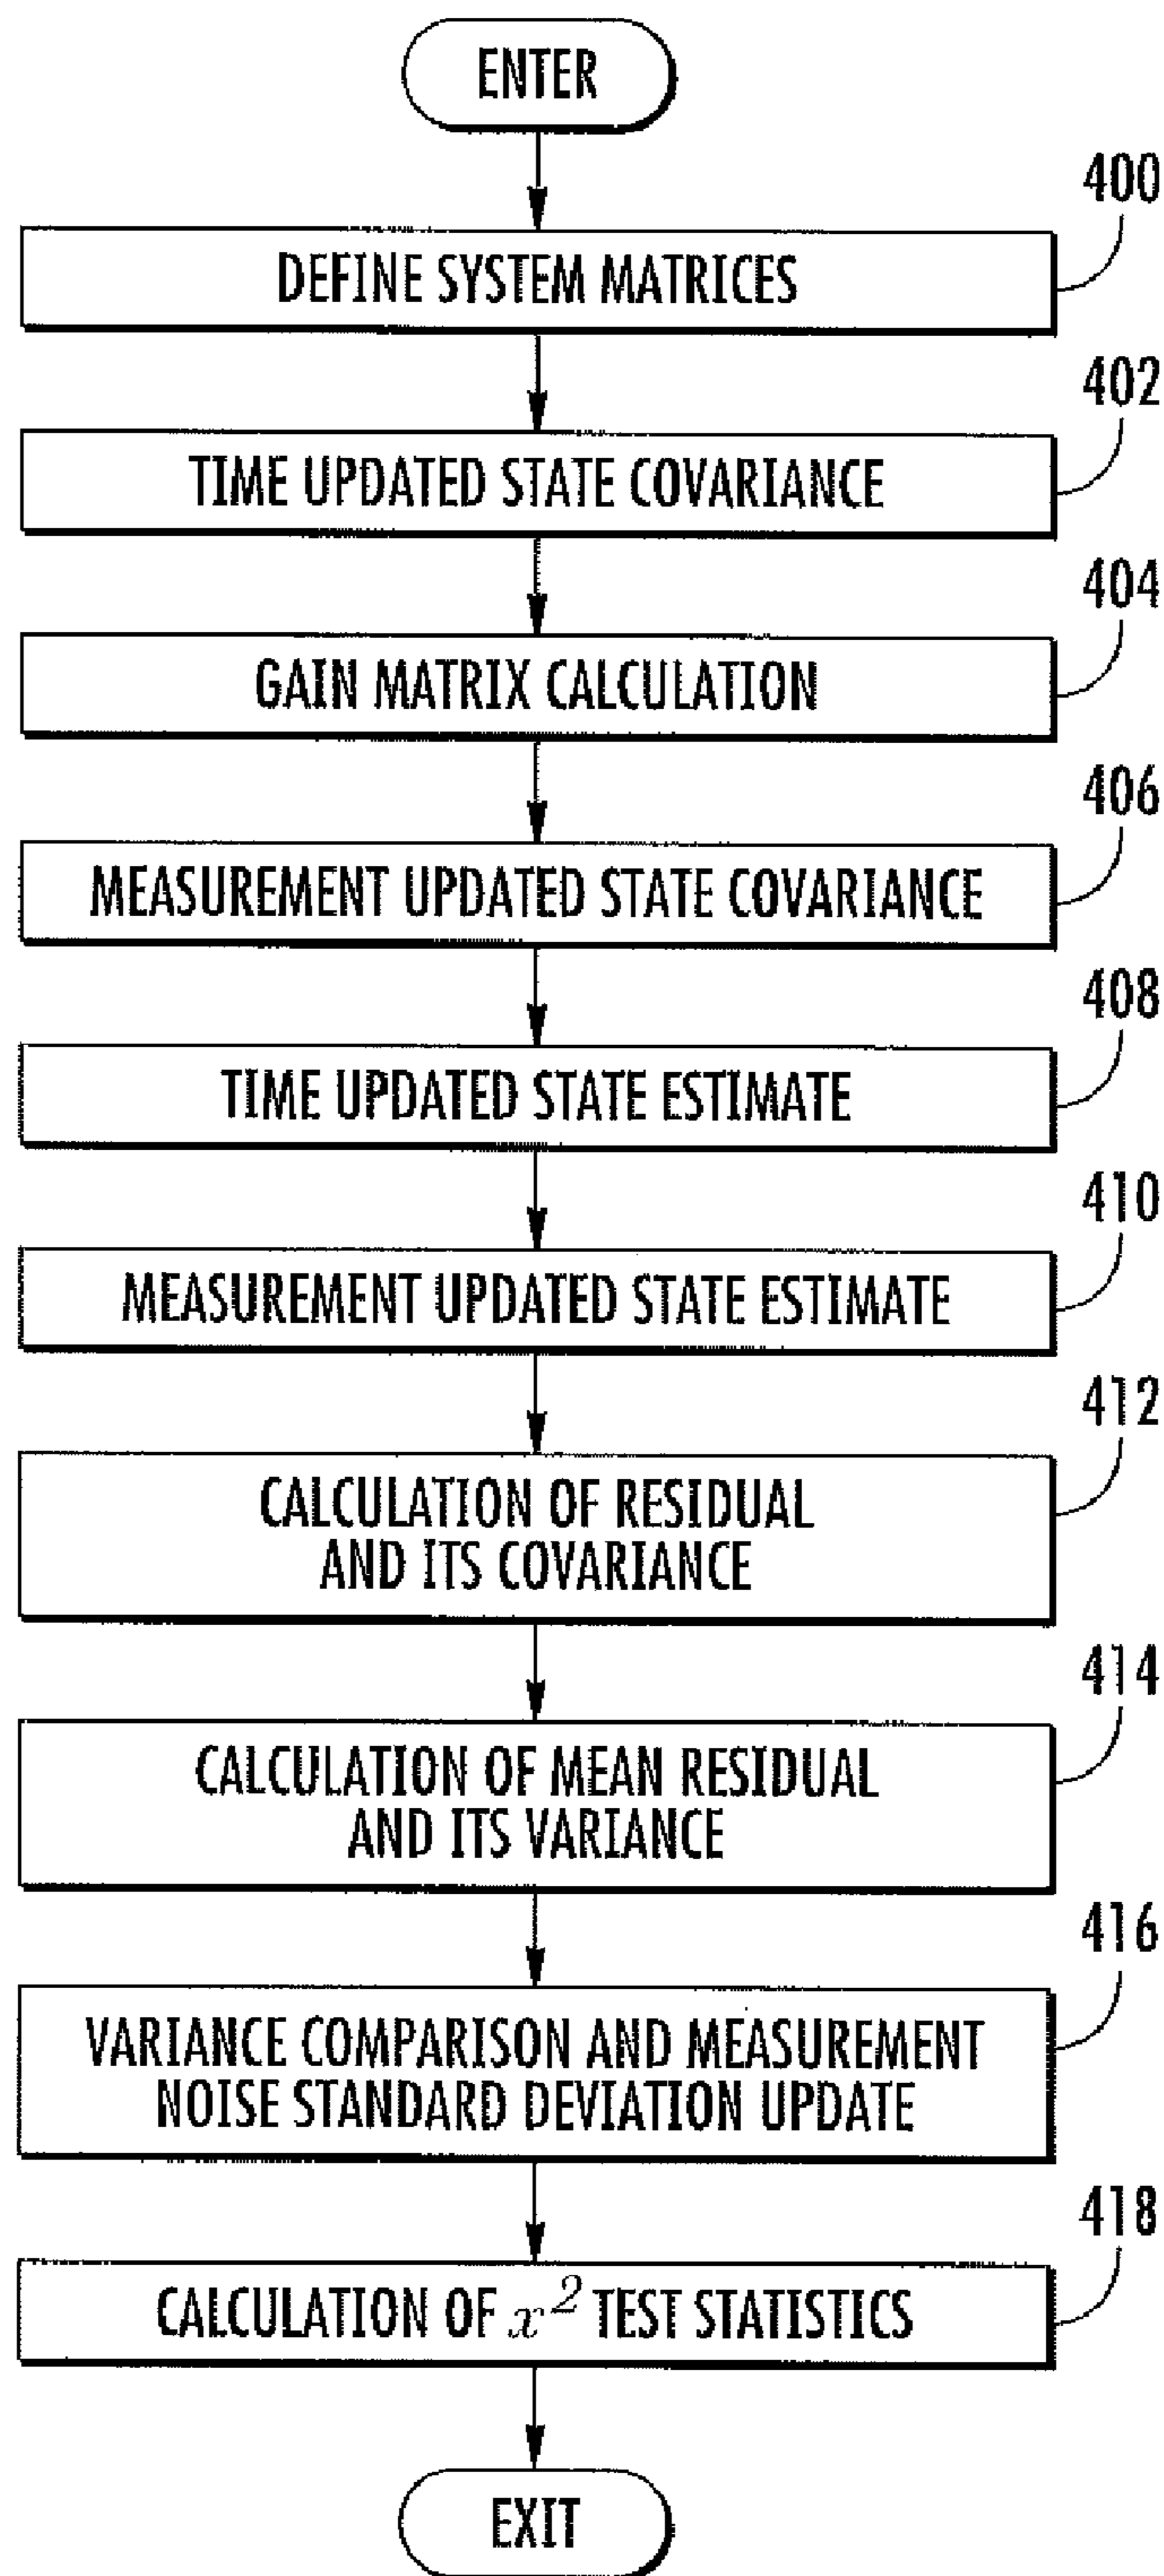 ENTER
400
DEFINE SYSTEM MATRICES
402
TIME UPDATED STATE COVARIANCE
404
GAIN MATRIX CALCULATION
406
MEASUREMENT UPDATED STATE COVARIANCE
408
TIME UPDATED STATE ESTIMATE
410
MEASUREMENT UPDATED STATE ESTIMATE
412
CALCULATION OF RESIDUAL
AND ITS COVARIANCE
414
CALCULATION OF MEAN RESIDUAL
AND ITS VARIANCE
416
VARIANCE COMPARISON AND MEASUREMENT
NOISE STANDARD DEVIATION UPDATE
418
CALCULATION OF x² TEST STATISTICS
EXIT